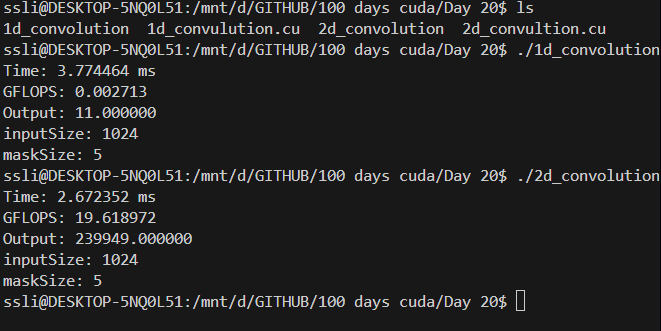 ssli@DESKTOP-5NQ0L51:/mnt/d/GITHUB/100 days cuda/Day 20$ ls
1d_convolution  1d_convulution.cu  2d_convolution  2d_convultion.cu
ssli@DESKTOP-5NQ0L51:/mnt/d/GITHUB/100 days cuda/Day 20$ ./1d_convolution
Time: 3.774464 ms
GFLOPS: 0.002713
Output: 11.000000
inputSize: 1024
maskSize: 5
ssli@DESKTOP-5NQ0L51:/mnt/d/GITHUB/100 days cuda/Day 20$ ./2d_convolution
Time: 2.672352 ms
GFLOPS: 19.618972
Output: 239949.000000
inputSize: 1024
maskSize: 5
ssli@DESKTOP-5NQ0L51:/mnt/d/GITHUB/100 days cuda/Day 20$